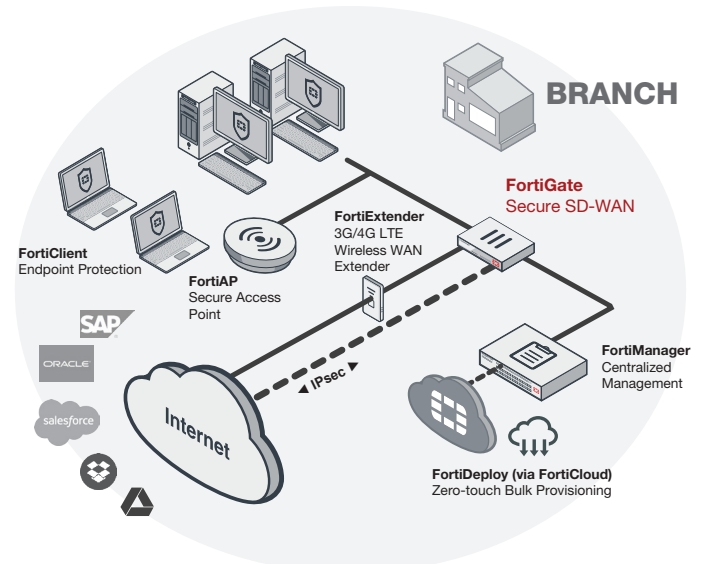 BRANCH
FortiGate
Secure SD-WAN
FortiExtender
3G/4G LTE
Wireless WAN
Extender
FortiClient
Endpoint Protection
FortiAP
Secure Access
Point
SAP
ORACLE
salesforce
Internet
◄ IPsec ►
FortiManager
Centralized
Management
FortiDeploy (via FortiCloud)
Zero-touch Bulk Provisioning